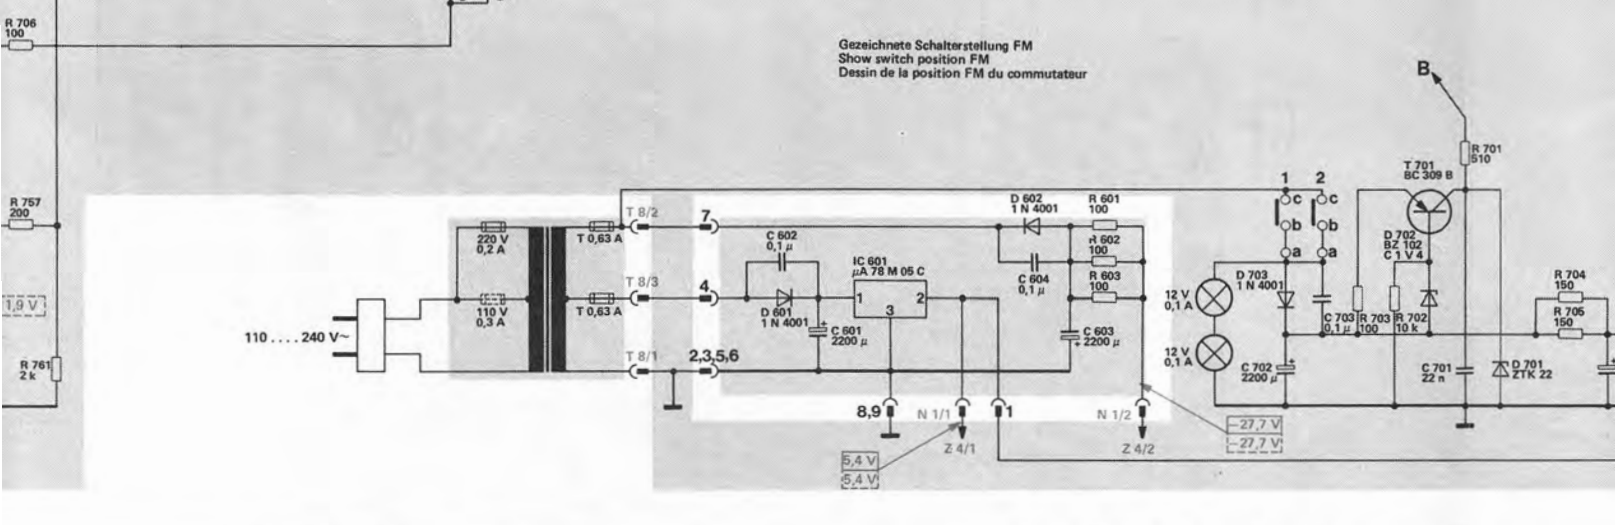 R 706
100
Gezeichnete Schalterstellung FM
Show switch position FM
Dessin de la position FM du commutateur
B
R 701
510
T 701
BC 309 B
1 2
R 757
200
220 V
0,2 A
T 0,63 A
T 8/2
7
C 602
0,1 µ
D 602
1 N 4001
R 601
100
R 602
100
C 604
0,1 µ
R 603
100
c c
b b
a a
D 702
BZ 102
C 1 V 4
1,9 V
110 .... 240 V~
110 V
0,3 A
T 0,63 A
T 8/3
4
D 601
1 N 4001
IC 601
µA 78 M 05 C
1 2
3
C 601
2200 µ
+
C 603
2200 µ
+
12 V
0,1 A
12 V
0,1 A
D 703
1 N 4001
C 703
0,1 µ
R 703
100
R 702
10 k
R 704
150
R 705
150
R 761
2 k
T 8/1
2,3,5,6
C 702
2200 µ
+
C 701
22 n
D 701
ZTK 22
+
8,9
N 1/1
1
N 1/2
Z 4/1
Z 4/2
5,4 V
5,4 V
-27,7 V
-27,7 V